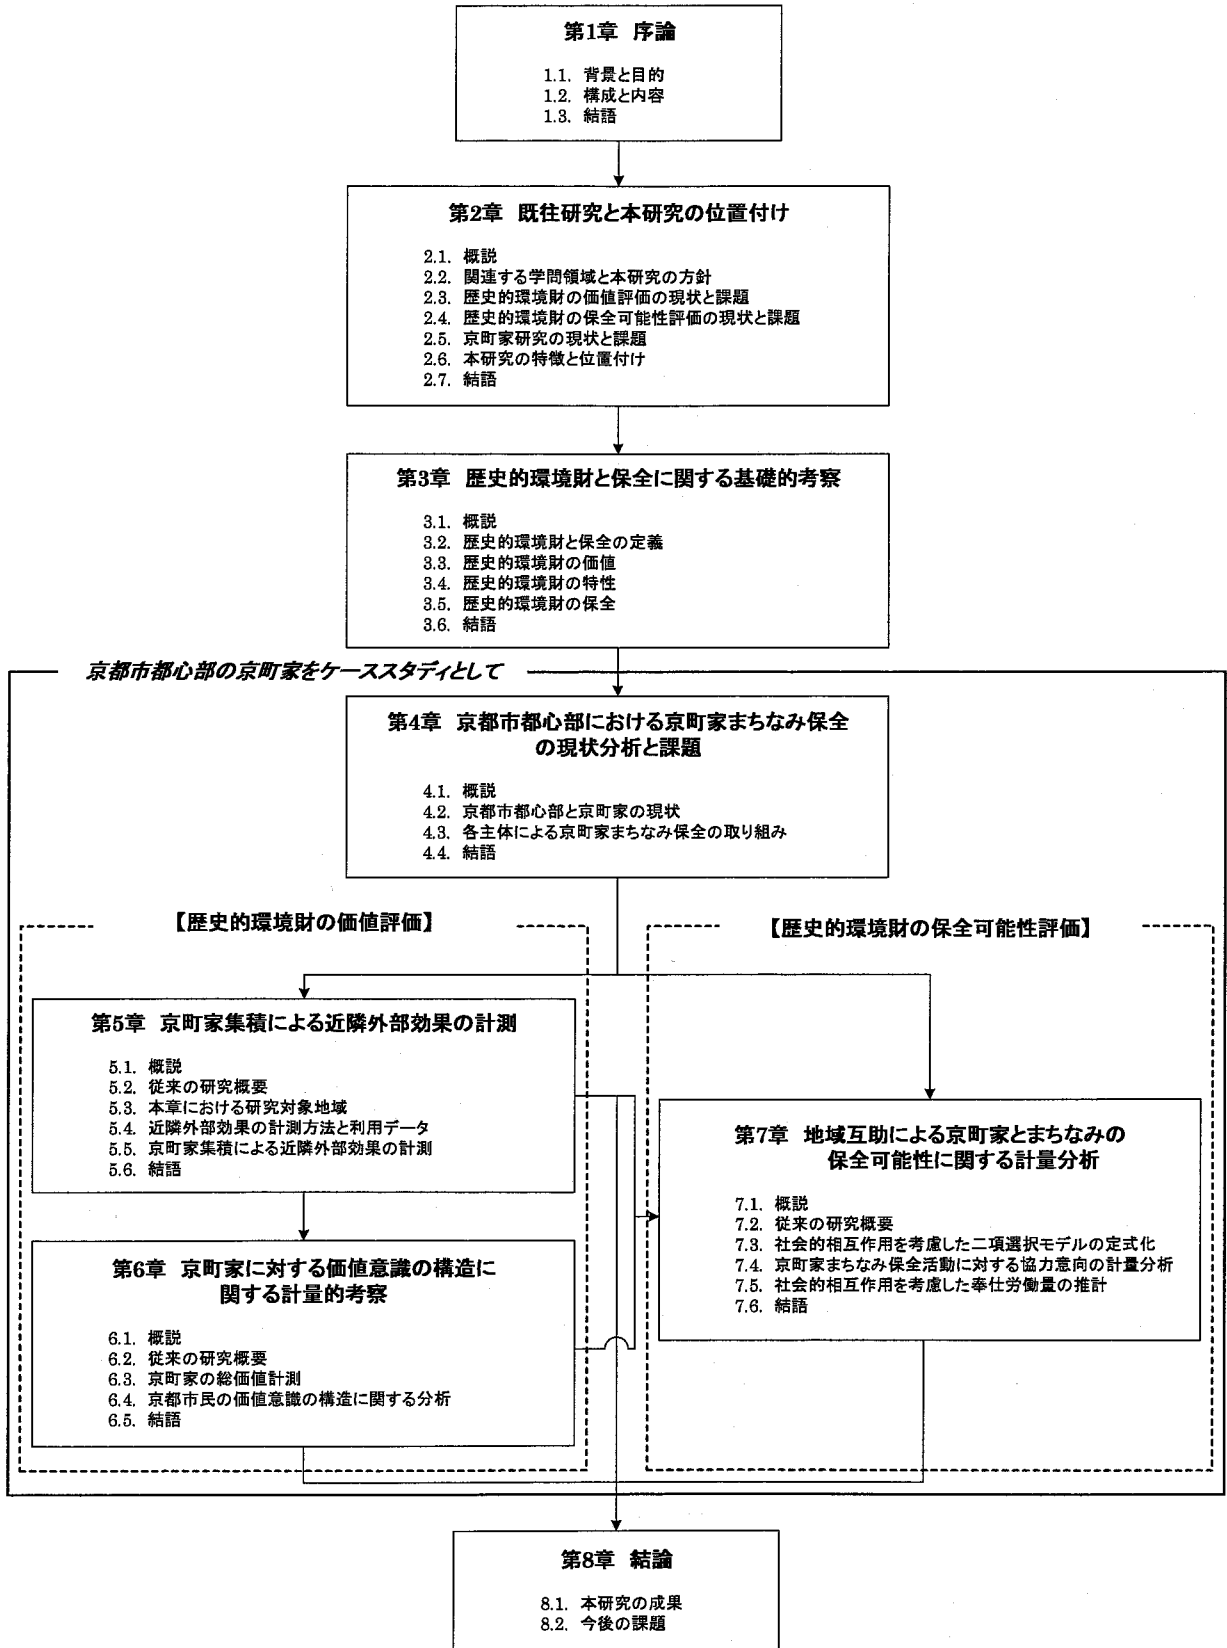 第1章 序論
1.1. 背景と目的
1.2. 構成と内容
1.3. 結語
第2章 既往研究と本研究の位置付け
2.1. 概説
2.2. 関連する学問領域と本研究の方針
2.3. 歴史的環境財の価値評価の現状と課題
2.4. 歴史的環境財の保全可能性評価の現状と課題
2.5. 京町家研究の現状と課題
2.6. 本研究の特徴と位置付け
2.7. 結語
第3章 歴史的環境財と保全に関する基礎的考察
3.1. 概説
3.2. 歴史的環境財と保全の定義
3.3. 歴史的環境財の価値
3.4. 歴史的環境財の特性
3.5. 歴史的環境財の保全
3.6. 結語
京都市都心部の京町家をケーススタディとして
第4章 京都市都心部における京町家まちなみ保全
の現状分析と課題
4.1. 概説
4.2. 京都市都心部と京町家の現状
4.3. 各主体による京町家まちなみ保全の取り組み
4.4. 結語
【歴史的環境財の価値評価】
第5章 京町家集積による近隣外部効果の計測
5.1. 概説
5.2. 従来の研究概要
5.3. 本章における研究対象地域
5.4. 近隣外部効果の計測方法と利用データ
5.5. 京町家集積による近隣外部効果の計測
5.6. 結語
第6章 京町家に対する価値意識の構造に
関する計量的考察
6.1. 概説
6.2. 従来の研究概要
6.3. 京町家の総価値計測
6.4. 京都市民の価値意識の構造に関する分析
6.5. 結語
【歴史的環境財の保全可能性評価】
第7章 地域互助による京町家とまちなみの
保全可能性に関する計量分析
7.1. 概説
7.2. 従来の研究概要
7.3. 社会的相互作用を考慮した二項選択モデルの定式化
7.4. 京町家まちなみ保全活動に対する協力意向の計量分析
7.5. 社会的相互作用を考慮した奉仕労働量の推計
7.6. 結語
第8章 結論
8.1. 本研究の成果
8.2. 今後の課題